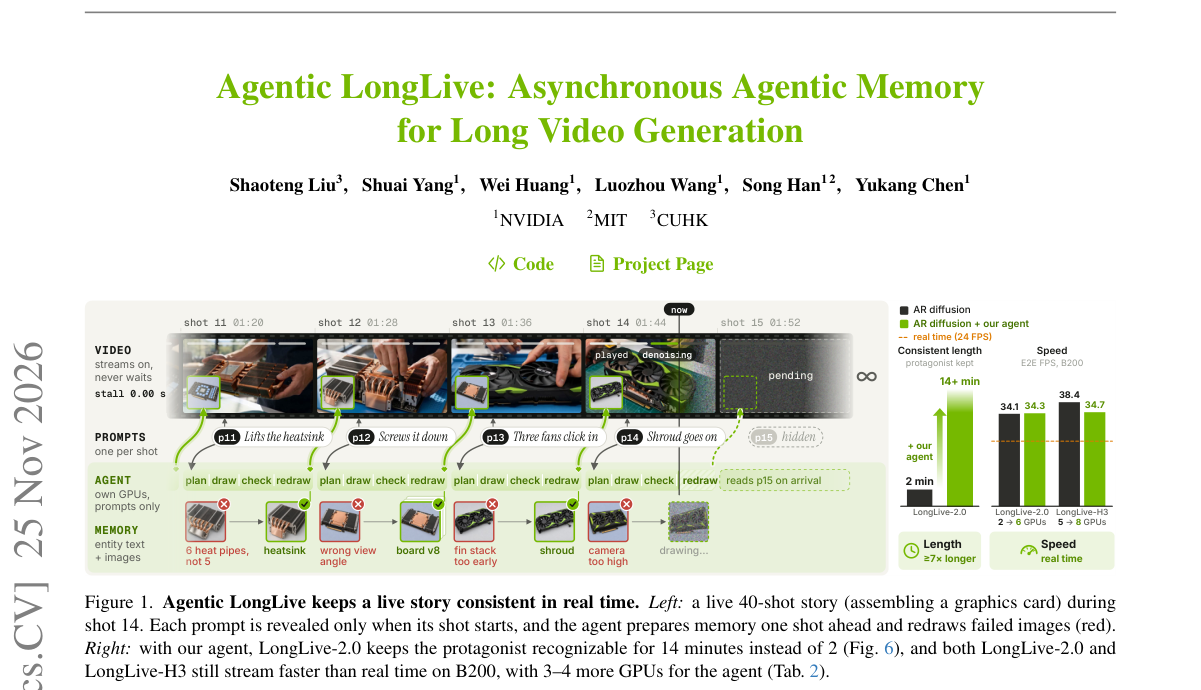 Agentic LongLive: Asynchronous Agentic Memory
for Long Video Generation
Shaoteng Liu³, Shuai Yang¹, Wei Huang¹, Luozhou Wang¹, Song Han¹², Yukang Chen¹
¹NVIDIA ²MIT ³CUHK
</> Code Project Page
cs.CV] 25 Nov 2026
now
shot 11 01:20 shot 12 01:28 shot 13 01:36 shot 14 01:44 shot 15 01:52
VIDEO
streams on,
never waits
stall 0.00 s
played denoising
pending
∞
PROMPTS
one per shot
p11 Lifts the heatsink
p12 Screws it down
p13 Three fans click in
p14 Shroud goes on
p15 hidden
AGENT
own GPUs,
prompts only
plan draw check redraw plan draw check redraw plan draw check redraw plan draw check redraw reads p15 on arrival
MEMORY
entity text
+ images
6 heat pipes,
not 5
heatsink
wrong view
angle
board v8
fin stack
too early
shroud
camera
too high
drawing...
AR diffusion
AR diffusion + our agent
-- real time (24 FPS)
Consistent length
protagonist kept
14+ min
+ our
agent
2 min
LongLive-2.0
Speed
E2E FPS, B200
34.1 34.3 38.4 34.7
LongLive-2.0 LongLive-H3
2 → 6 GPUs 5 → 8 GPUs
Length
≥7× longer
Speed
real time
Figure 1. Agentic LongLive keeps a live story consistent in real time. Left: a live 40-shot story (assembling a graphics card) during
shot 14. Each prompt is revealed only when its shot starts, and the agent prepares memory one shot ahead and redraws failed images (red).
Right: with our agent, LongLive-2.0 keeps the protagonist recognizable for 14 minutes instead of 2 (Fig. 6), and both LongLive-2.0 and
LongLive-H3 still stream faster than real time on B200, with 3–4 more GPUs for the agent (Tab. 2).